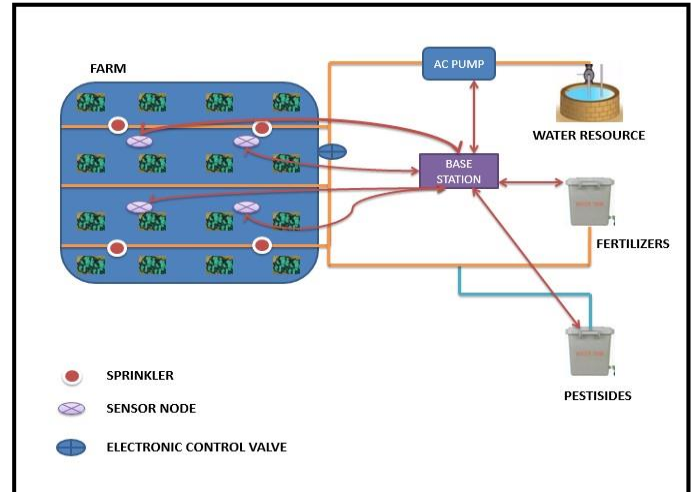 FARM
AC PUMP
WATER RESOURCE
BASE
STATION
FERTILIZERS
PESTISIDES
SPRINKLER
SENSOR NODE
ELECTRONIC CONTROL VALVE